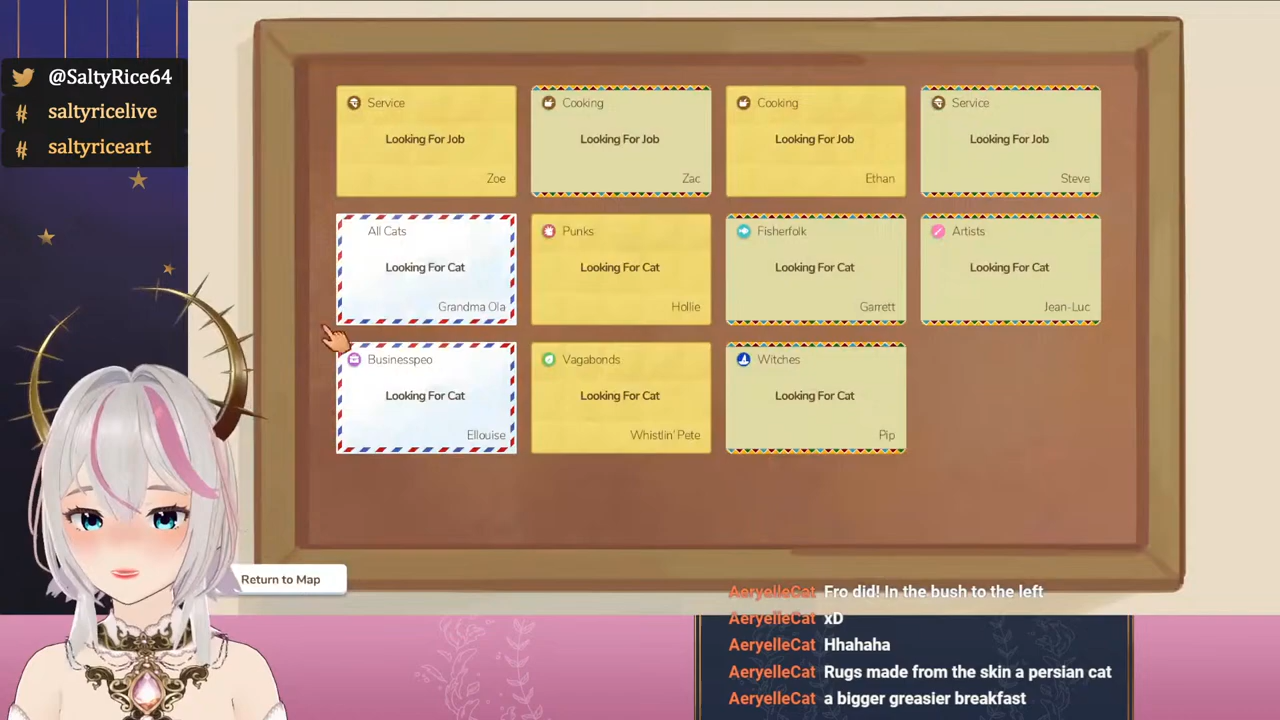 @SaltyRice64
# saltyricelive
# saltyriceart
Service
Looking For Job
Zoe
Cooking
Looking For Job
Zac
Cooking
Looking For Job
Ethan
Service
Looking For Job
Steve
All Cats
Looking For Cat
Grandma Ola
Punks
Looking For Cat
Hollie
Fisherfolk
Looking For Cat
Garrett
Artists
Looking For Cat
Jean-Luc
Businesspeo
Looking For Cat
Ellouise
Vagabonds
Looking For Cat
Whistlin' Pete
Witches
Looking For Cat
Pip
Return to Map
AeryelleCat Fro did! In the bush to the left
AeryelleCat xD
AeryelleCat Hhahaha
AeryelleCat Rugs made from the skin a persian cat
AeryelleCat a bigger greasier breakfast